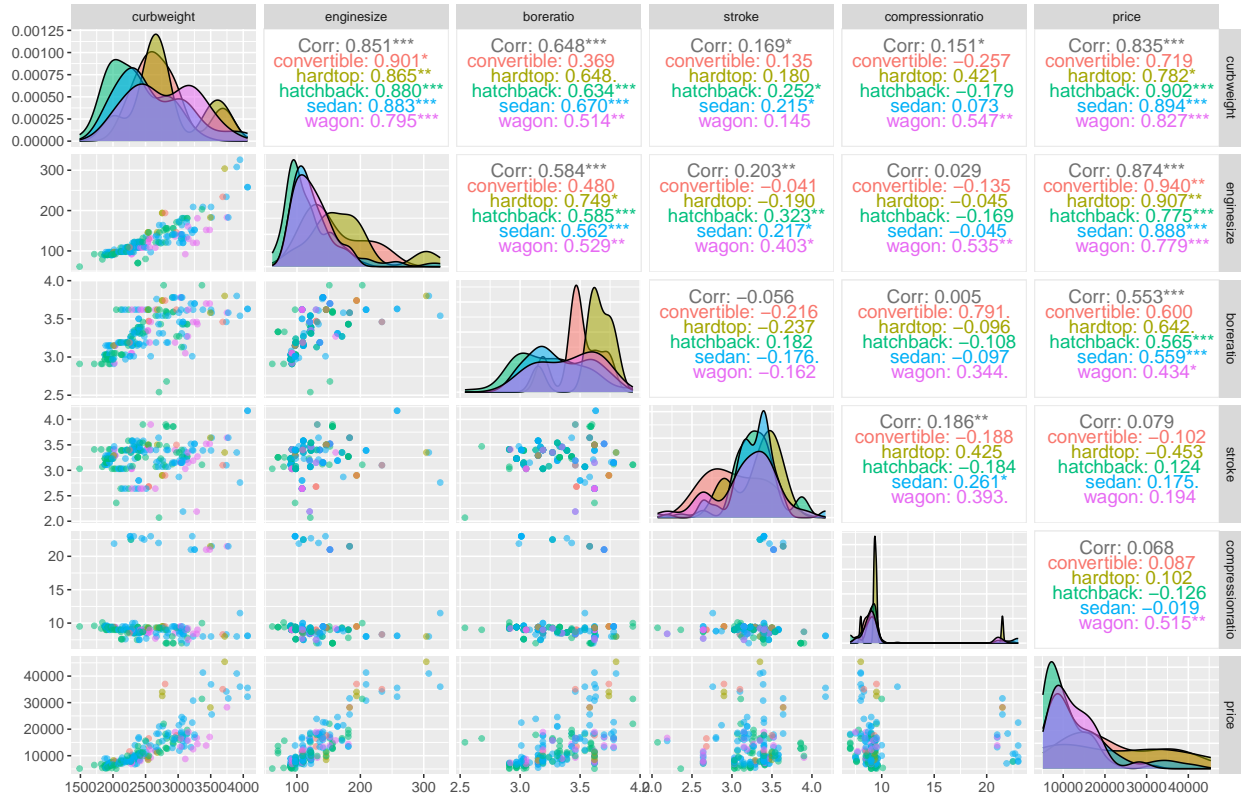 curbweight
enginesize
boreratio
stroke
compressionratio
price
0.00125
0.00100
0.00075
0.00050
0.00025
0.00000
Corr: 0.851***
convertible: 0.901*
hardtop: 0.865**
hatchback: 0.880***
sedan: 0.883***
wagon: 0.795***
Corr: 0.648***
convertible: 0.369
hardtop: 0.648.
hatchback: 0.634***
sedan: 0.670***
wagon: 0.514**
Corr: 0.169*
convertible: 0.135
hardtop: 0.180
hatchback: 0.252*
sedan: 0.215*
wagon: 0.145
Corr: 0.151*
convertible: −0.257
hardtop: 0.421
hatchback: −0.179
sedan: 0.073
wagon: 0.547**
Corr: 0.835***
convertible: 0.719
hardtop: 0.782*
hatchback: 0.902***
sedan: 0.894***
wagon: 0.827***
curbweight
300
200
100
Corr: 0.584***
convertible: 0.480
hardtop: 0.749*
hatchback: 0.585***
sedan: 0.562***
wagon: 0.529**
Corr: 0.203**
convertible: −0.041
hardtop: −0.190
hatchback: 0.323**
sedan: 0.217*
wagon: 0.403*
Corr: 0.029
convertible: −0.135
hardtop: −0.045
hatchback: −0.169
sedan: −0.045
wagon: 0.535**
Corr: 0.874***
convertible: 0.940**
hardtop: 0.907**
hatchback: 0.775***
sedan: 0.888***
wagon: 0.779***
enginesize
4.0
3.5
3.0
2.5
Corr: −0.056
convertible: −0.216
hardtop: −0.237
hatchback: 0.182
sedan: −0.176.
wagon: −0.162
Corr: 0.005
convertible: 0.791.
hardtop: −0.096
hatchback: −0.108
sedan: −0.097
wagon: 0.344.
Corr: 0.553***
convertible: 0.600
hardtop: 0.642.
hatchback: 0.565***
sedan: 0.559***
wagon: 0.434*
boreratio
4.0
3.5
3.0
2.5
2.0
Corr: 0.186**
convertible: −0.188
hardtop: 0.425
hatchback: −0.184
sedan: 0.261*
wagon: 0.393.
Corr: 0.079
convertible: −0.102
hardtop: −0.453
hatchback: 0.124
sedan: 0.175.
wagon: 0.194
stroke
20
15
10
Corr: 0.068
convertible: 0.087
hardtop: 0.102
hatchback: −0.126
sedan: −0.019
wagon: 0.515**
compressionratio
40000
30000
20000
10000
price
1500 2000 2500 3000 3500 4000
100 200 300
2.5 3.0 3.5 4.0
2.0 2.5 3.0 3.5 4.0
10 15 20
10000 20000 30000 40000